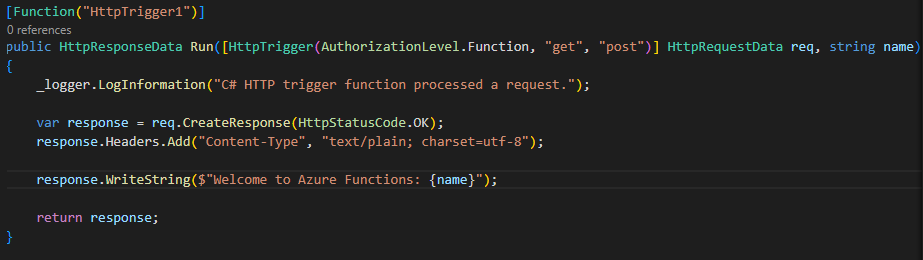 [Function("HttpTrigger1")]
0 references
public HttpResponseData Run([HttpTrigger(AuthorizationLevel.Function, "get", "post")] HttpRequestData req, string name)
{
    _logger.LogInformation("C# HTTP trigger function processed a request.");
    var response = req.CreateResponse(HttpStatusCode.OK);
    response.Headers.Add("Content-Type", "text/plain; charset=utf-8");
    response.WriteString($"Welcome to Azure Functions: {name}");
    return response;
}